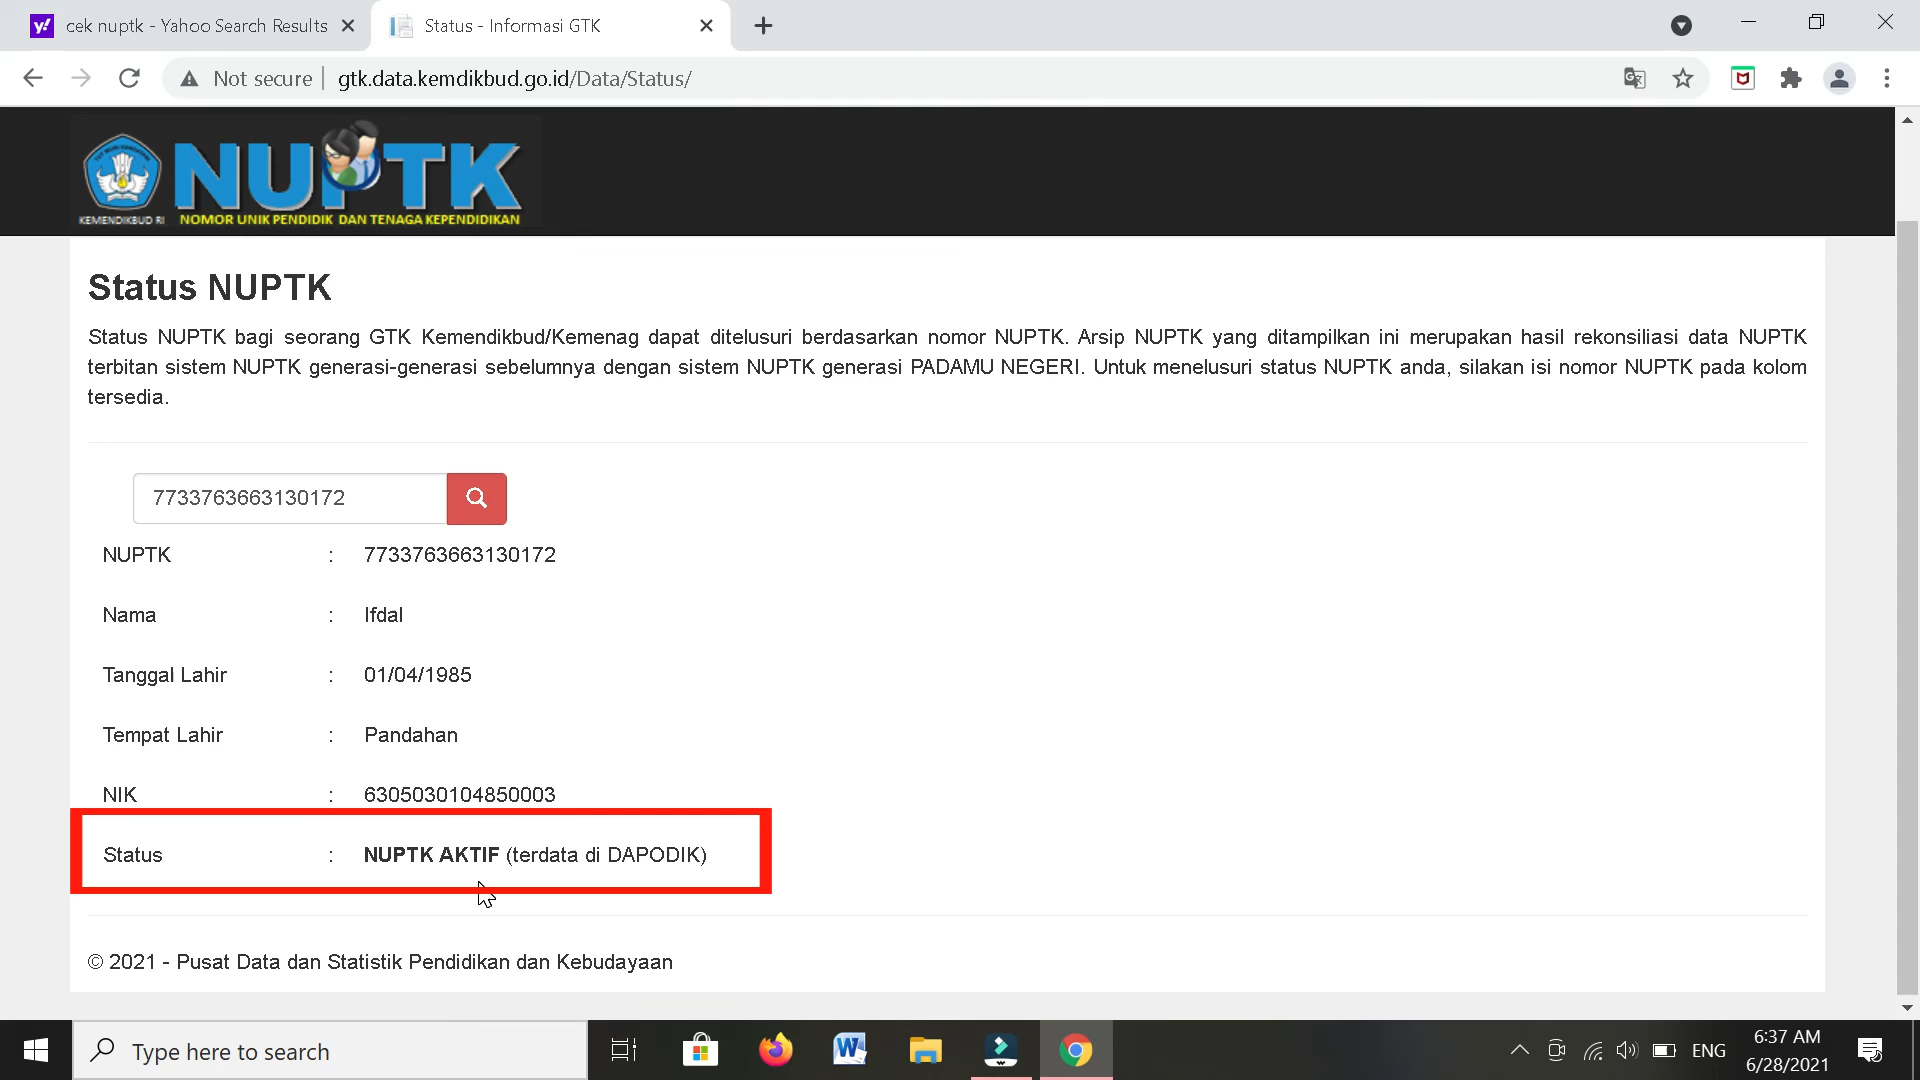 cek nuptk - Yahoo Search Results
Status - Informasi GTK
Not secure | gtk.data.kemdikbud.go.id/Data/Status/
NUPTK
KEMENDIKBUD RI NOMOR UNIK PENDIDIK DAN TENAGA KEPENDIDIKAN
Status NUPTK
Status NUPTK bagi seorang GTK Kemendikbud/Kemenag dapat ditelusuri berdasarkan nomor NUPTK. Arsip NUPTK yang ditampilkan ini merupakan hasil rekonsiliasi data NUPTK
terbitan sistem NUPTK generasi-generasi sebelumnya dengan sistem NUPTK generasi PADAMU NEGERI. Untuk menelusuri status NUPTK anda, silakan isi nomor NUPTK pada kolom
tersedia.
7733763663130172
NUPTK : 7733763663130172
Nama : Ifdal
Tanggal Lahir : 01/04/1985
Tempat Lahir : Pandahan
NIK : 6305030104850003
Status : NUPTK AKTIF (terdata di DAPODIK)
© 2021 - Pusat Data dan Statistik Pendidikan dan Kebudayaan
Type here to search
ENG
6:37 AM
6/28/2021